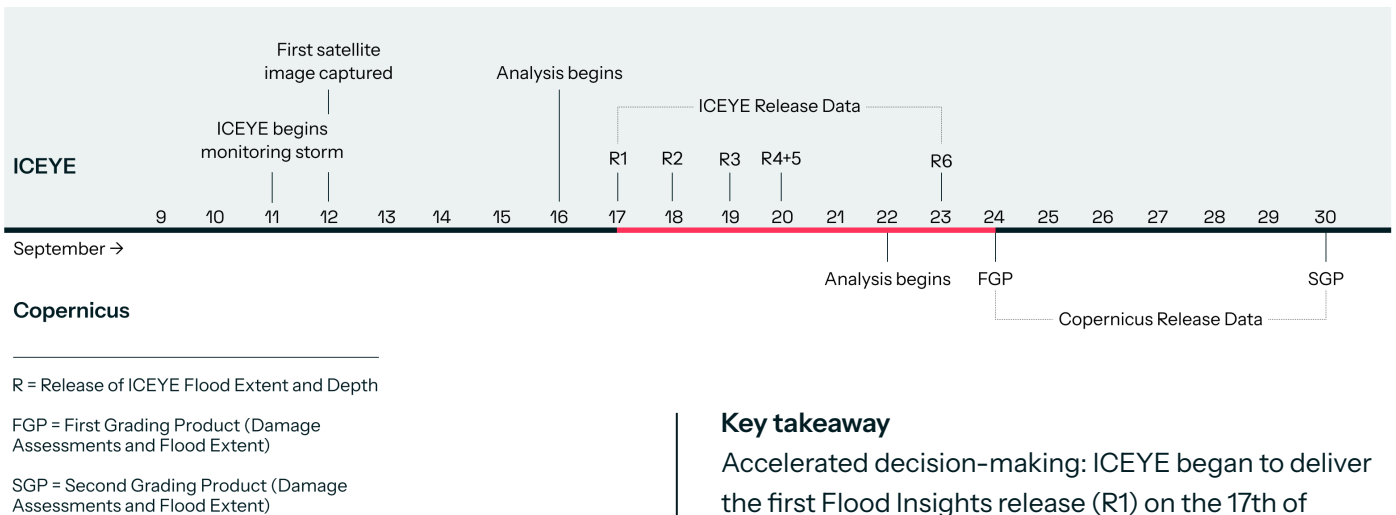 First satellite
image captured
Analysis begins
ICEYE Release Data
ICEYE begins
monitoring storm
ICEYE
R1 R2 R3 R4+5 R6
9 10 11 12 13 14 15 16 17 18 19 20 21 22 23 24 25 26 27 28 29 30
September →
Analysis begins FGP SGP
Copernicus
Copernicus Release Data
R = Release of ICEYE Flood Extent and Depth
FGP = First Grading Product (Damage
Assessments and Flood Extent)
SGP = Second Grading Product (Damage
Assessments and Flood Extent)
Key takeaway
Accelerated decision-making: ICEYE began to deliver
the first Flood Insights release (R1) on the 17th of